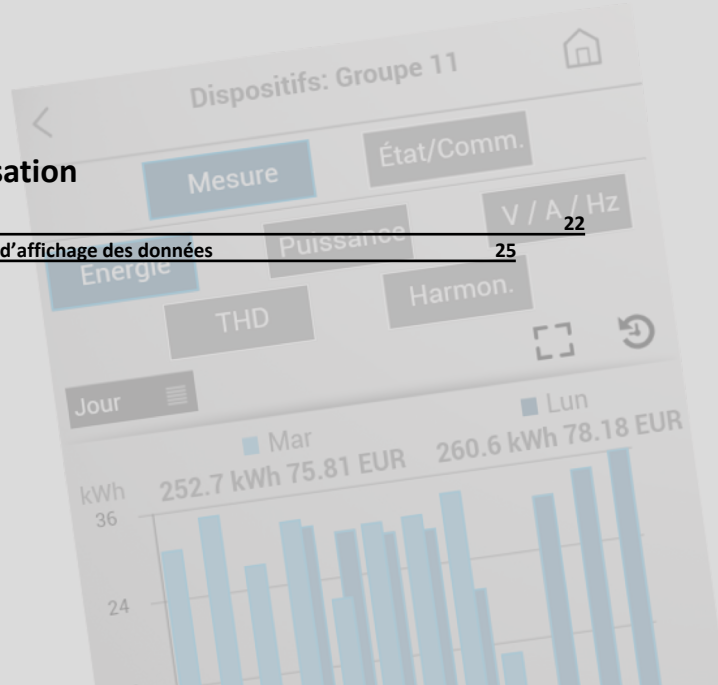 Dispositifs: Groupe 11
sation
Mesure
État/Comm.
22
d'affichage des données 25
Energie
Puissance
V / A / Hz
THD
Harmon.
Jour
Mar
Lun
252.7 kWh 75.81 EUR
260.6 kWh 78.18 EUR
kWh
36
24